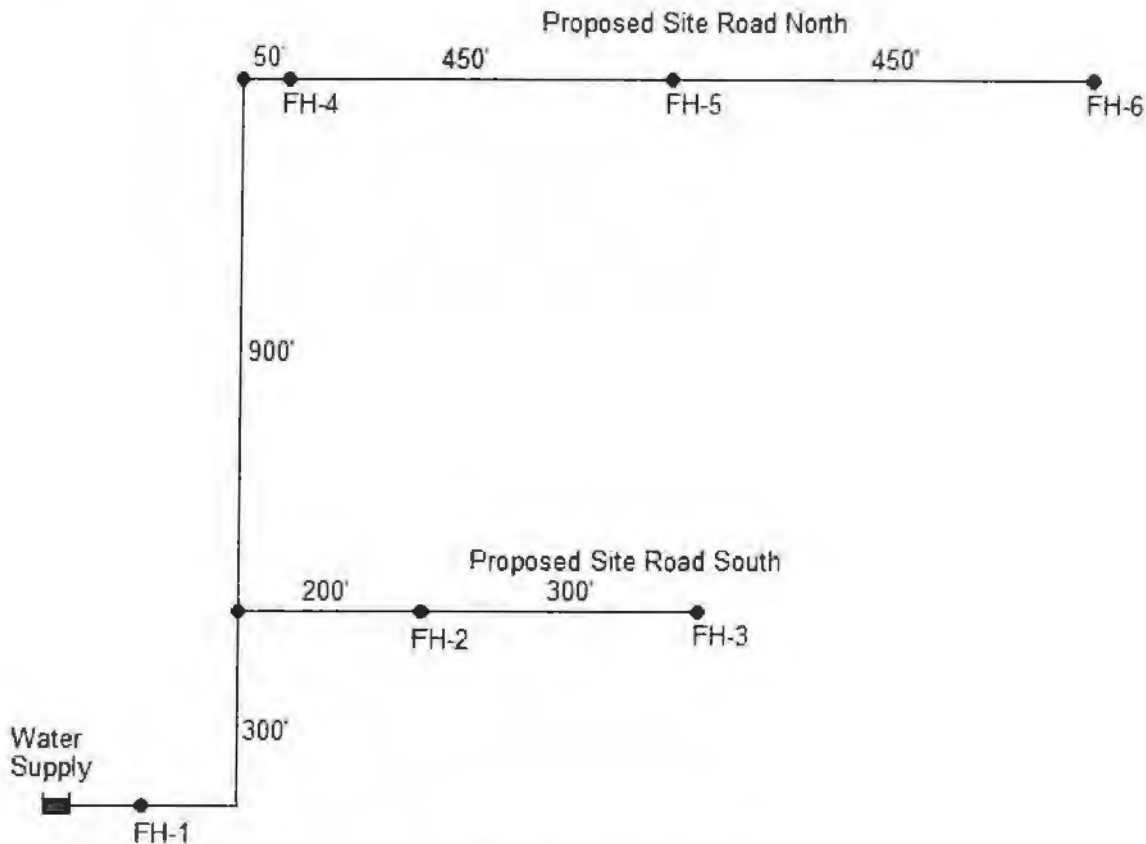 Proposed Site Road North
50' 450' 450'
FH-4 FH-5 FH-6
900'
Proposed Site Road South
200' 300'
FH-2 FH-3
300'
Water
Supply
FH-1